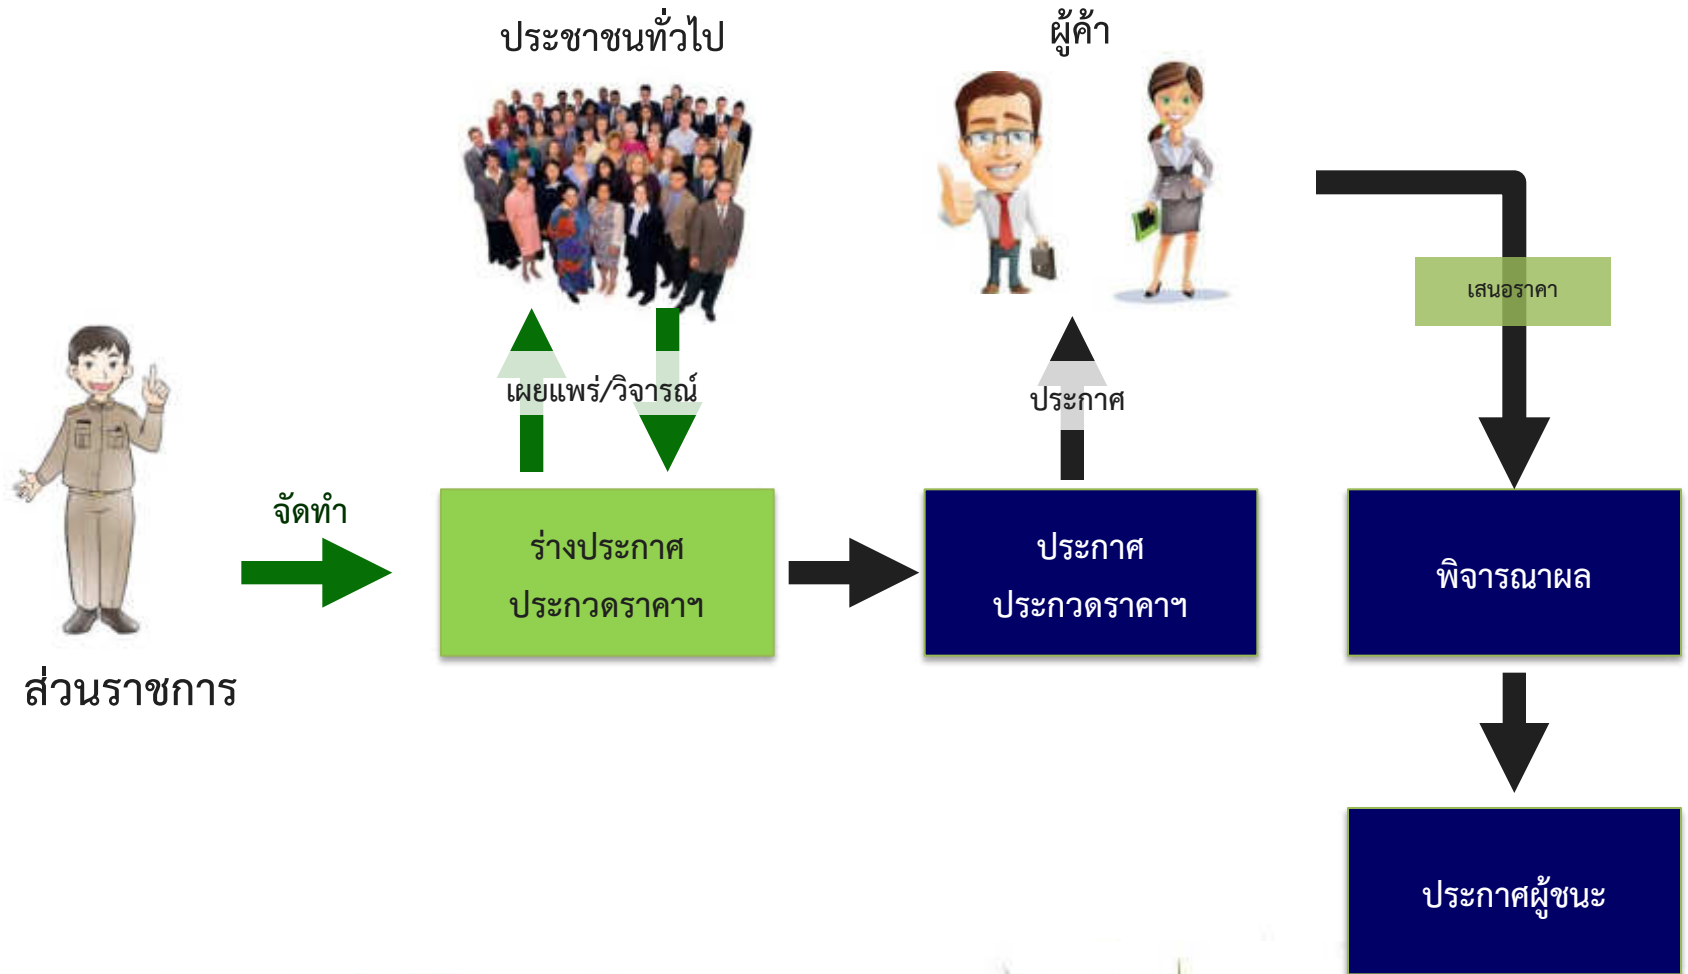 ประชาชนทั่วไป
ผู้ค้า
เสนอราคา
เผยแพร่/วิจารณ์
ประกาศ
จัดทำ
ร่างประกาศ
ประกวดราคาฯ
ประกาศ
ประกวดราคาฯ
พิจารณาผล
ส่วนราชการ
ประกาศผู้ชนะ